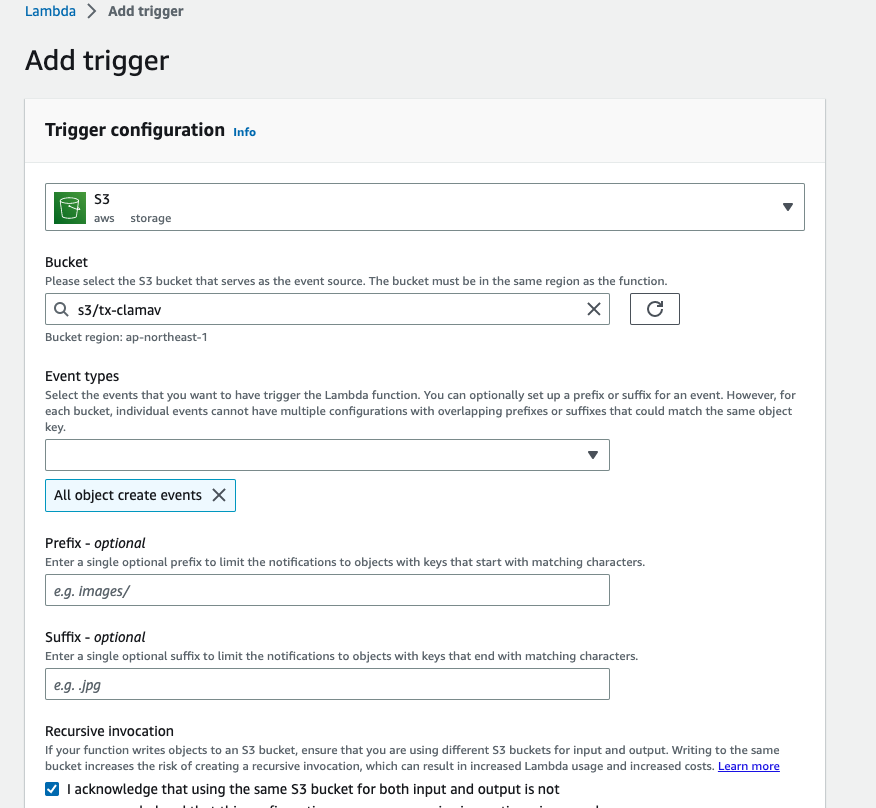 Lambda > Add trigger
Add trigger
Trigger configuration Info
S3
aws storage
Bucket
Please select the S3 bucket that serves as the event source. The bucket must be in the same region as the function.
s3/tx-clamav
Bucket region: ap-northeast-1
Event types
Select the events that you want to have trigger the Lambda function. You can optionally set up a prefix or suffix for an event. However, for
each bucket, individual events cannot have multiple configurations with overlapping prefixes or suffixes that could match the same object
key.
All object create events
Prefix - optional
Enter a single optional prefix to limit the notifications to objects with keys that start with matching characters.
e.g. images/
Suffix - optional
Enter a single optional suffix to limit the notifications to objects with keys that end with matching characters.
e.g. .jpg
Recursive invocation
If your function writes objects to an S3 bucket, ensure that you are using different S3 buckets for input and output. Writing to the same
bucket increases the risk of creating a recursive invocation, which can result in increased Lambda usage and increased costs. Learn more
I acknowledge that using the same S3 bucket for both input and output is not